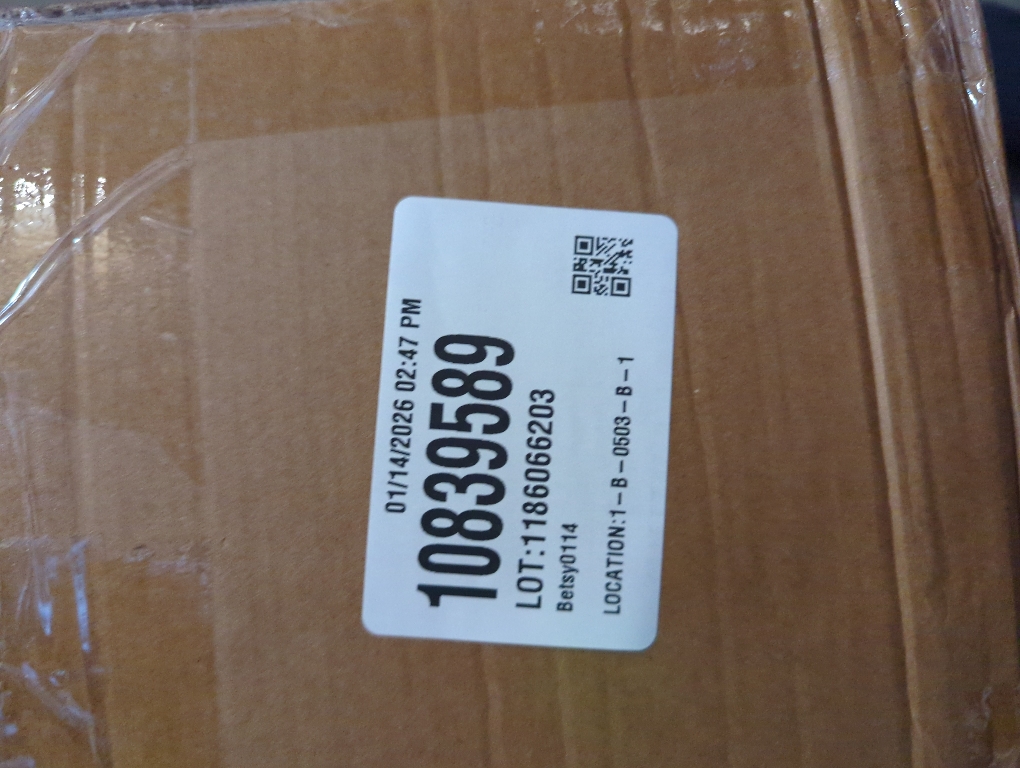 01/14/2026 02:47 PM
10839589
LOT:1186066203
Betsy0114
LOCATION:1-B-0503-B-1